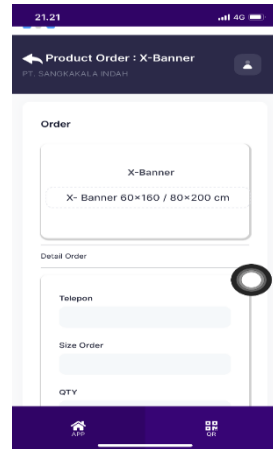 21.21
4G
Product Order : X-Banner
PT. SANGKAKALA INDAH
Order
X-Banner
X- Banner 60×160 / 80×200 cm
Detail Order
Telepon
Size Order
QTY
APP
QR